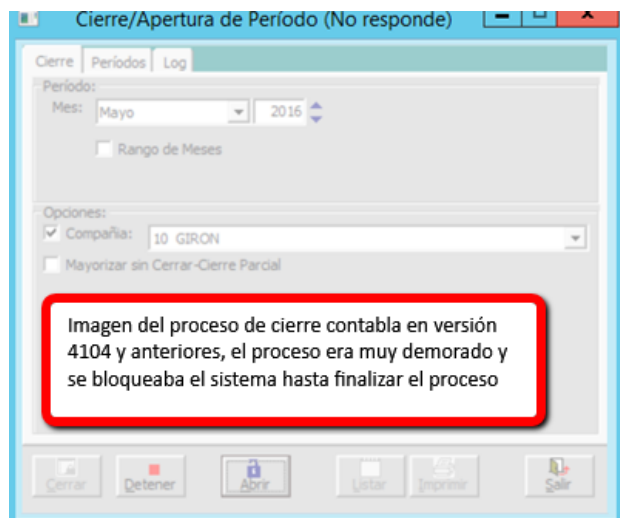 Cierre/Apertura de Período (No responde)
Cierre Períodos Log
Período:
Mes: Mayo 2016
Rango de Meses
Opciones:
Compañia: 10 GIRON
Mayorizar sin Cerrar-Cierre Parcial
Imagen del proceso de cierre contabla en versión
4104 y anteriores, el proceso era muy demorado y
se bloqueaba el sistema hasta finalizar el proceso
Cerrar Detener Abrir Listar Imprimir Salir